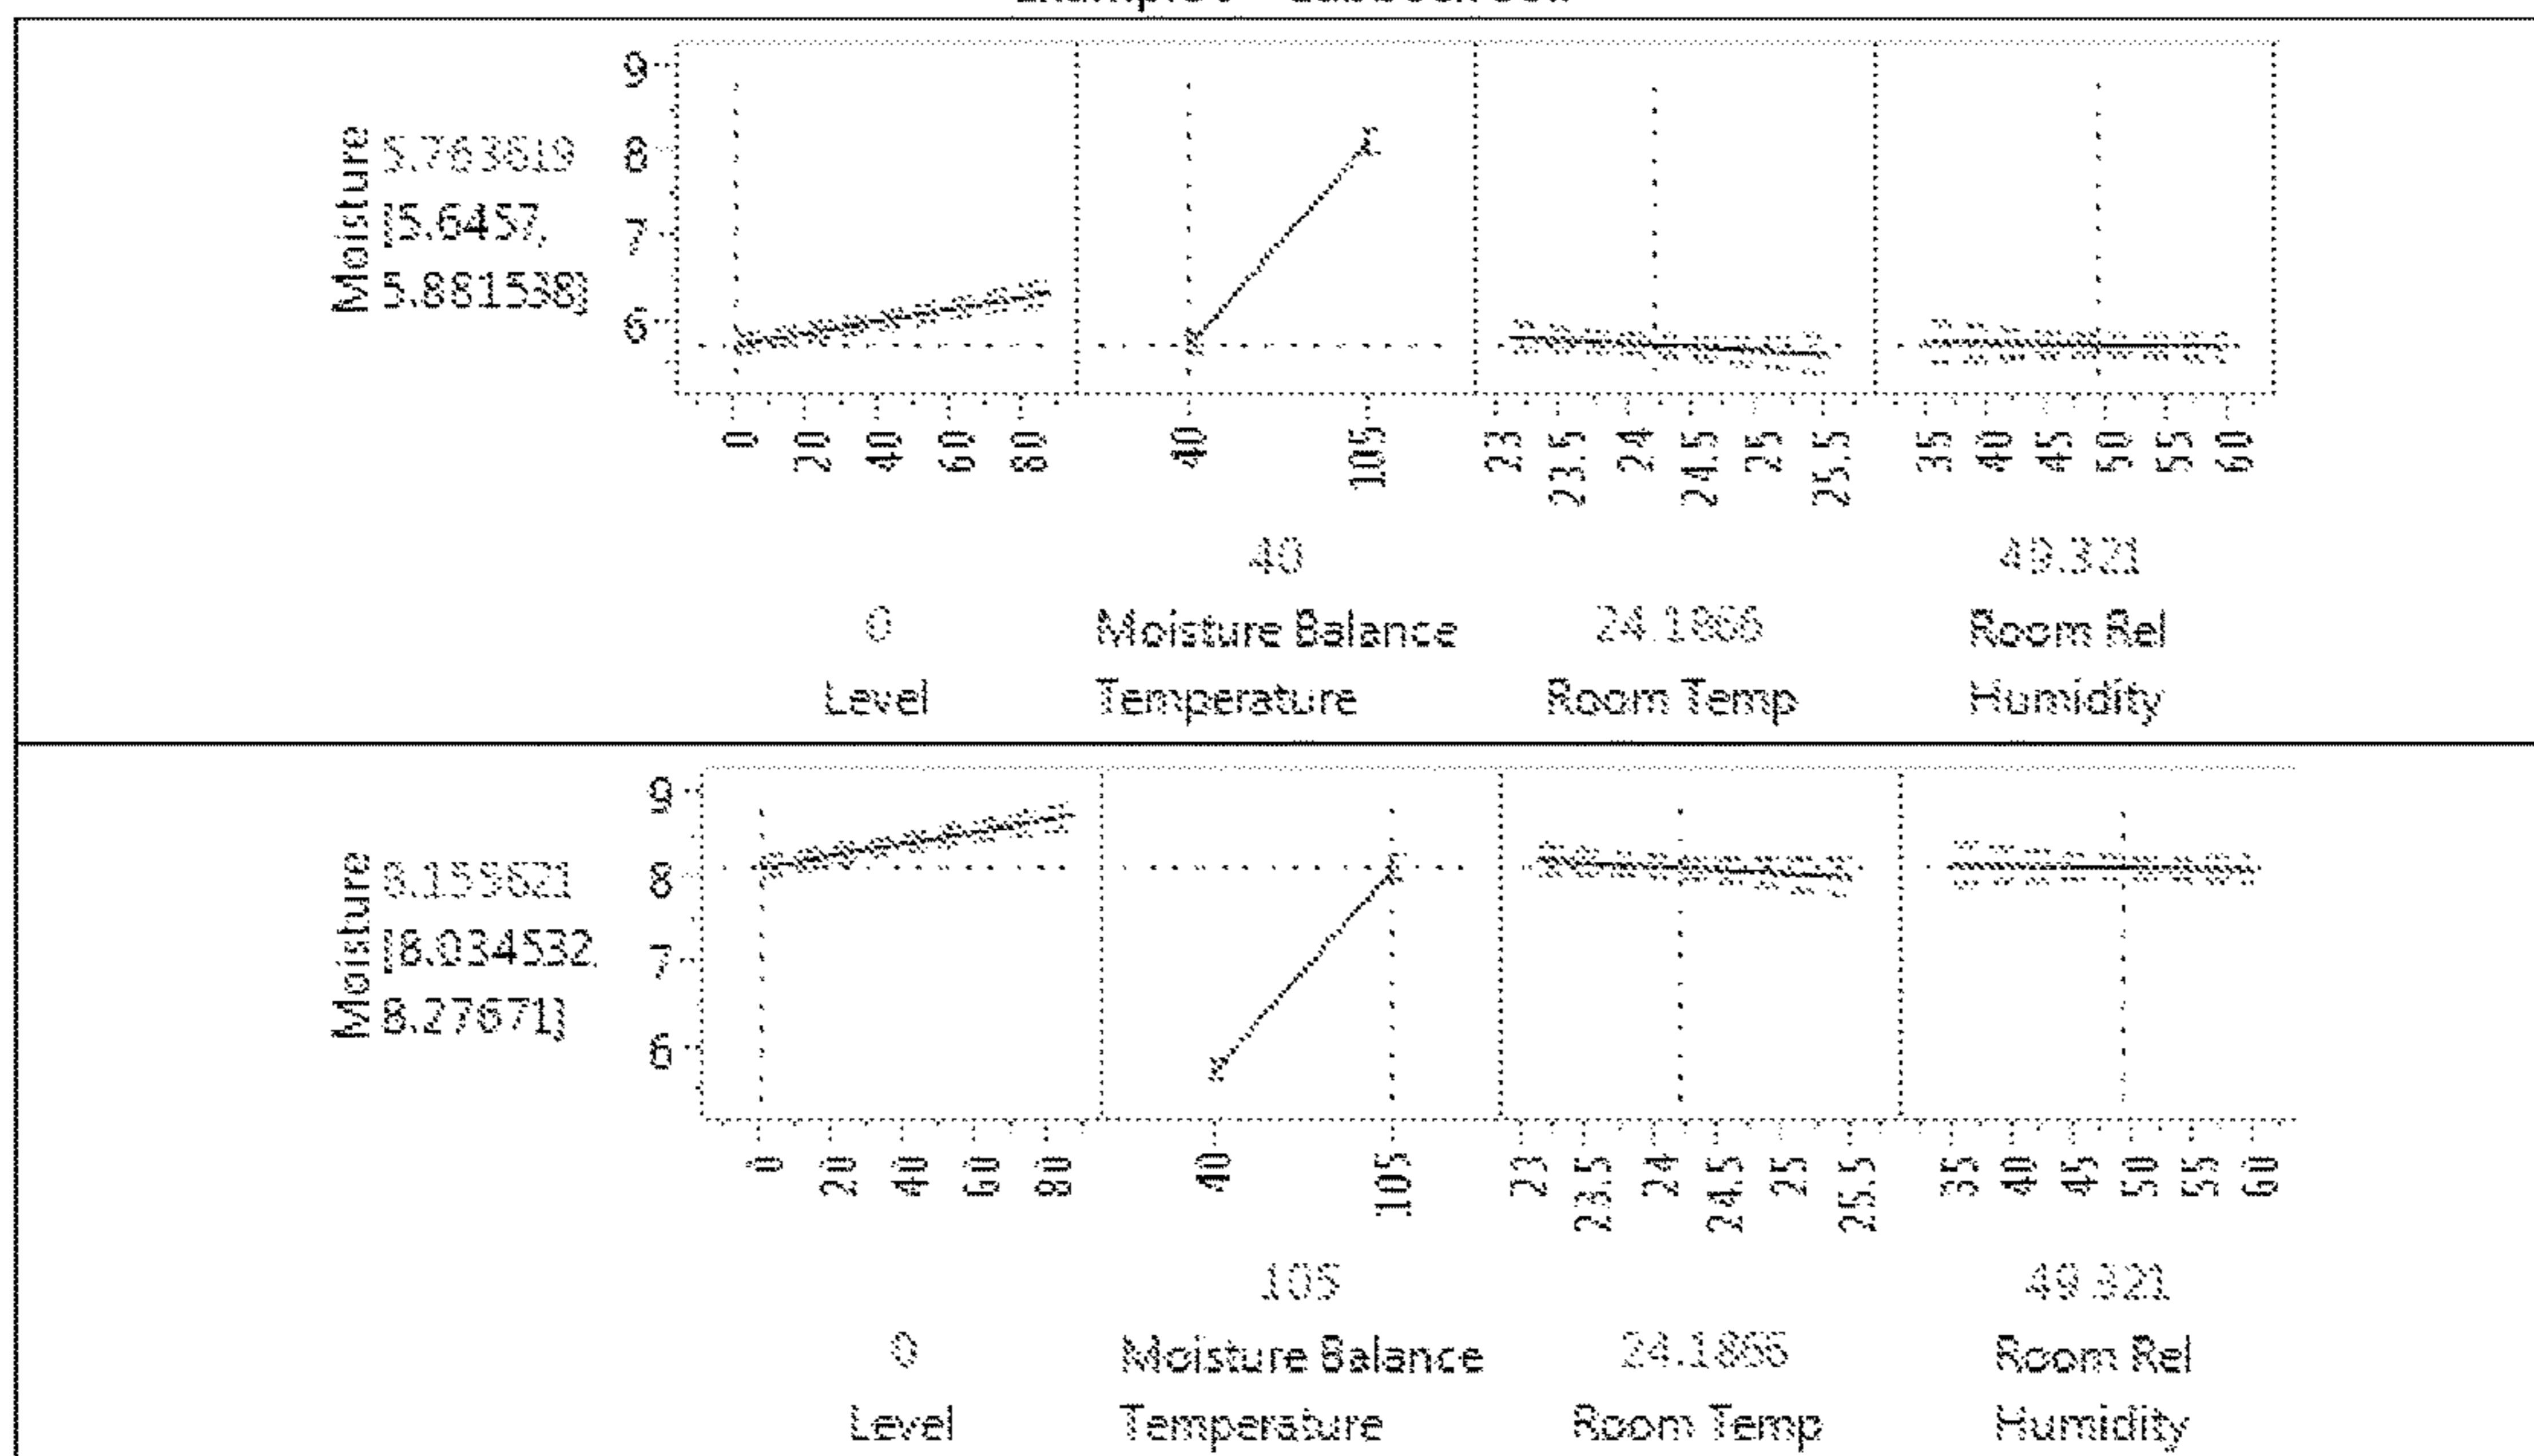 9
8
7
6
Moisture
5.763619
[5.6457,
5.881538]
0 20 40 60 80
40 105
23 23.5 24 24.5 25 25.5
35 40 45 50 55 60
40 49.321
0 Moisture Balance 24.1866 Room Rel
Level Temperature Room Temp Humidity
9
8
7
6
Moisture
[8.034532,
8.27671]
0 20 40 60 80
40 105
23 23.5 24 24.5 25 25.5
35 40 45 50 55 60
105 49.321
0 Moisture Balance 24.1866 Room Rel
Level Temperature Room Temp Humidity